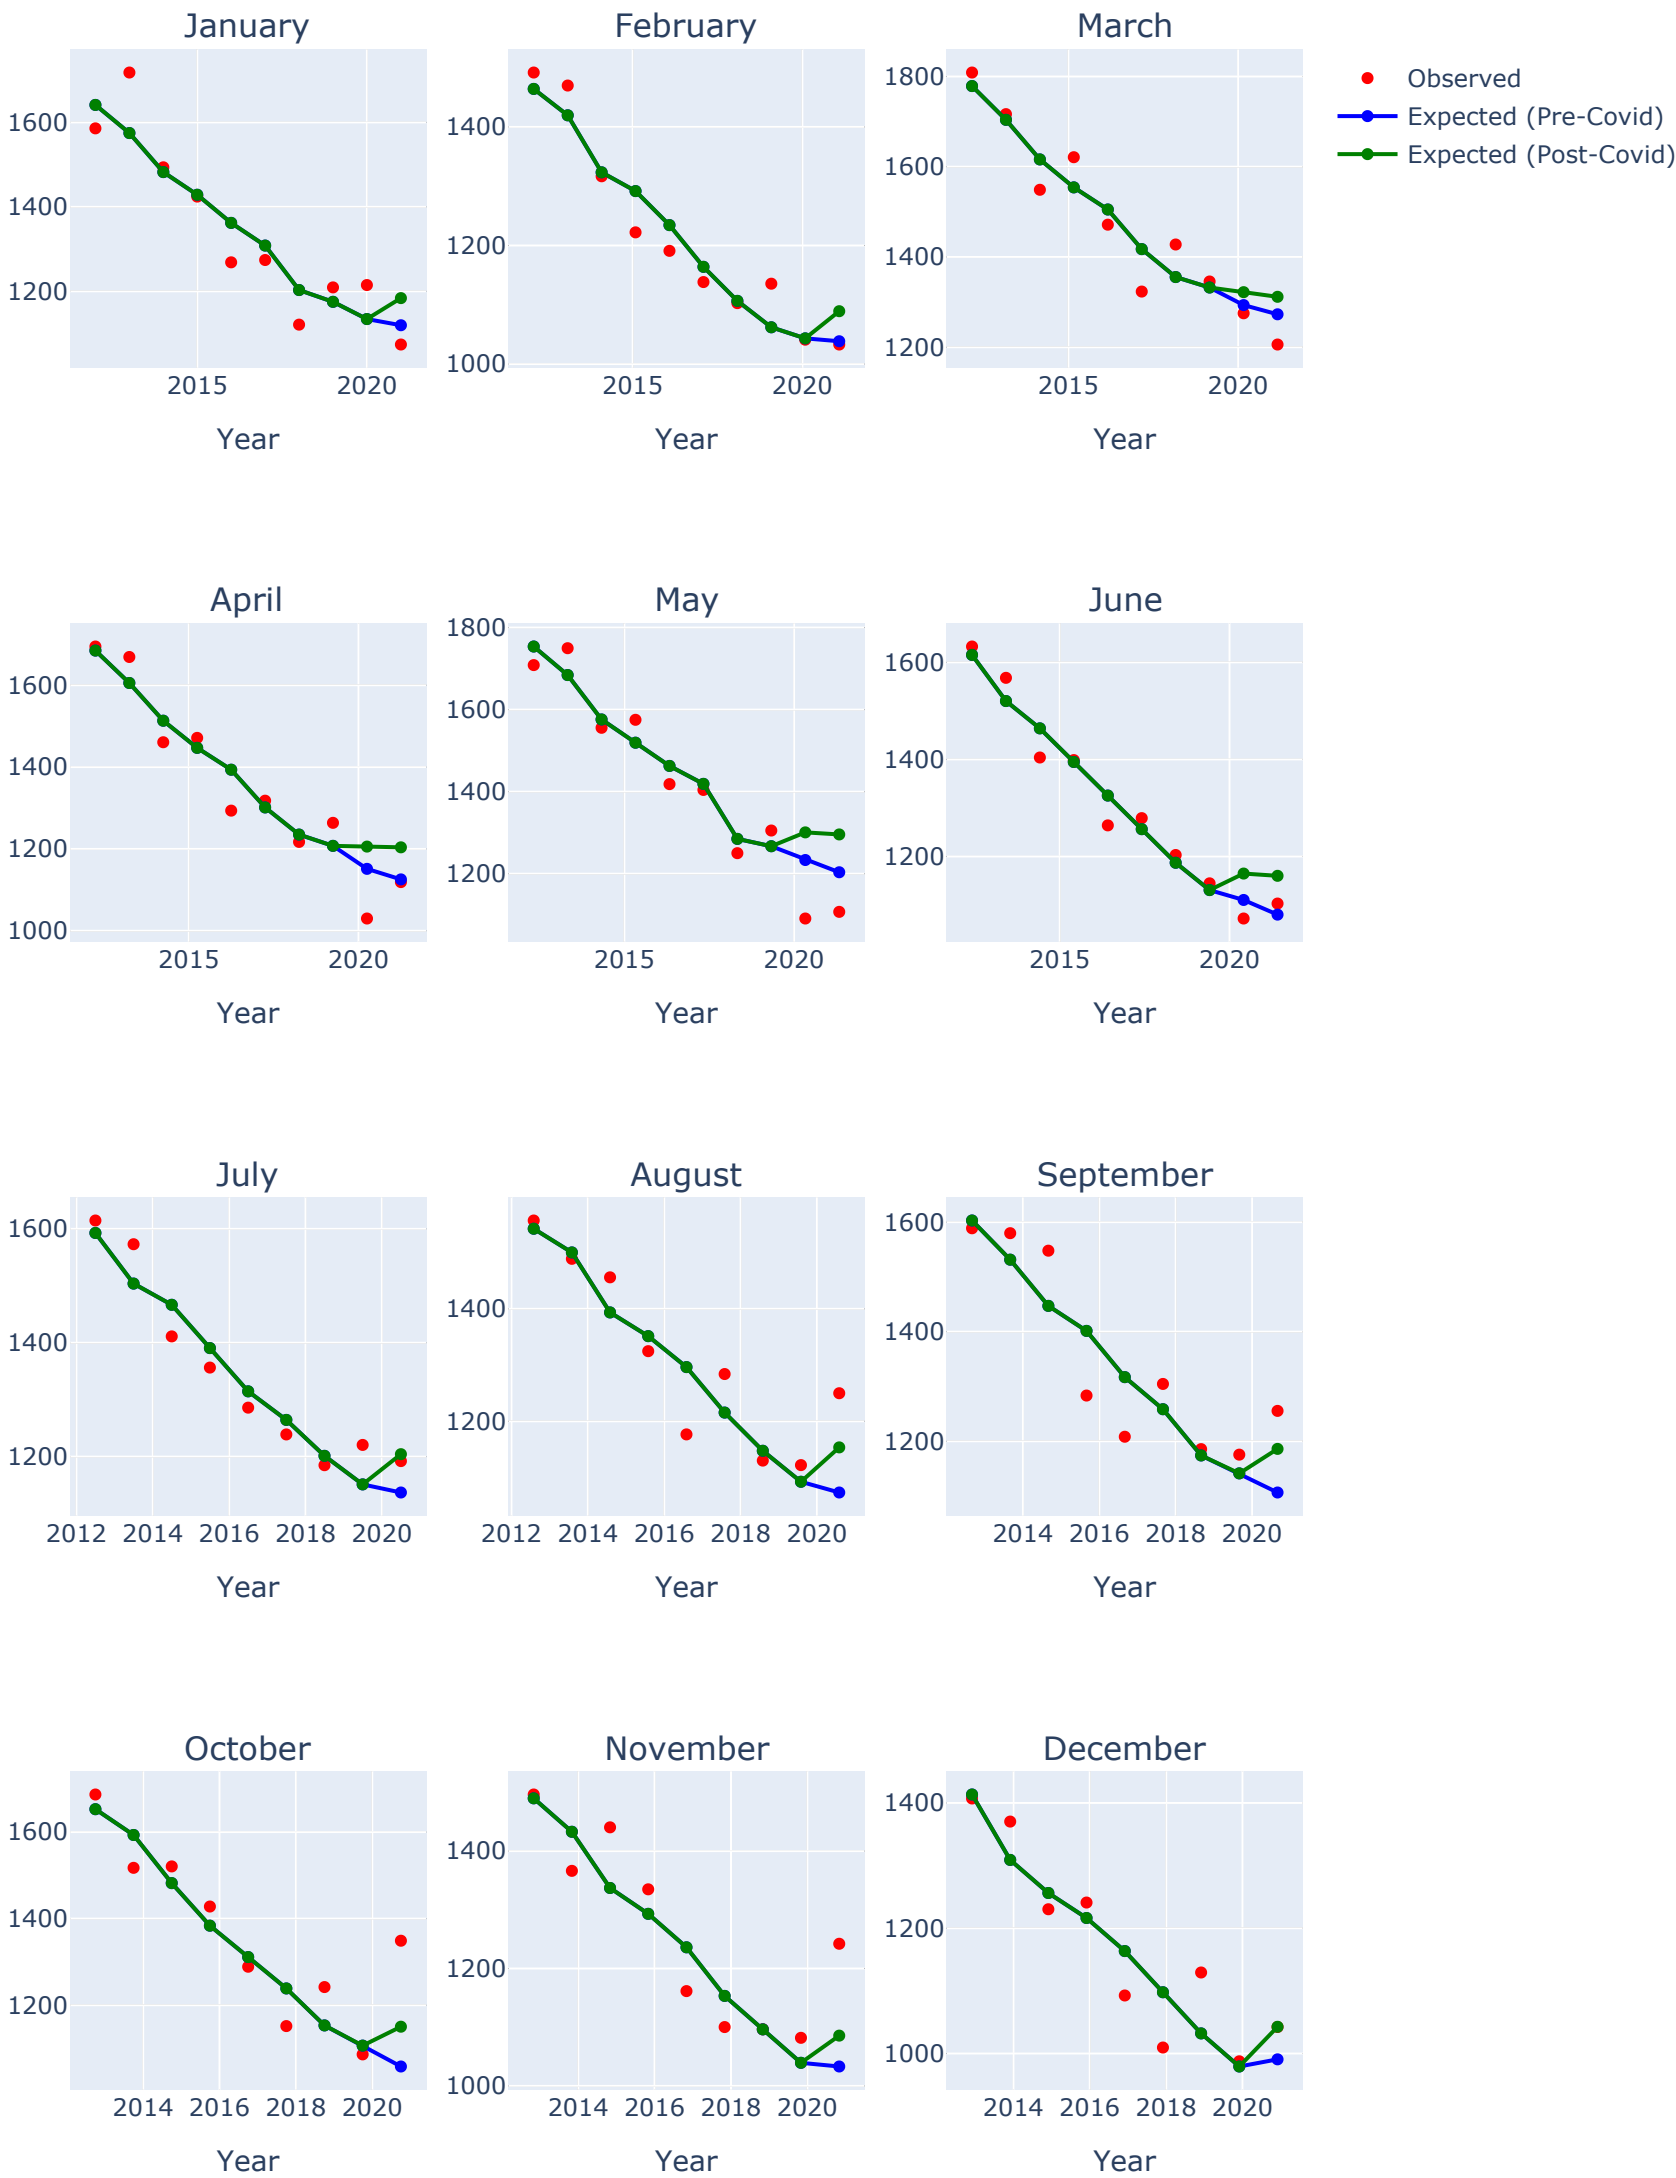 January February March
1600
1400
1200
2015 2020
Year
1400
1200
1000
2015 2020
Year
1800
1600
1400
1200
2015 2020
Year
Observed
Expected (Pre-Covid)
Expected (Post-Covid)
April May June
1600
1400
1200
1000
2015 2020
Year
1800
1600
1400
1200
2015 2020
Year
1600
1400
1200
2015 2020
Year
July August September
1600
1400
1200
2012 2014 2016 2018 2020
Year
1400
1200
2012 2014 2016 2018 2020
Year
1600
1400
1200
2014 2016 2018 2020
Year
October November December
1600
1400
1200
2014 2016 2018 2020
Year
1400
1200
1000
2014 2016 2018 2020
Year
1400
1200
1000
2014 2016 2018 2020
Year